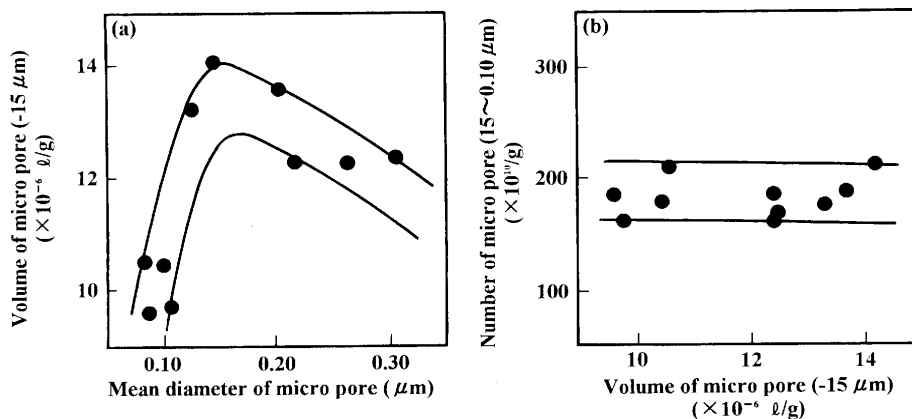 (a)
Volume of micro pore (-15 μm)
(×10⁻⁶ ℓ/g)
14
12
10
0.10 0.20 0.30
Mean diameter of micro pore ( μm)
(b)
Number of micro pore (15～0.10 μm)
(×10¹⁰/g)
300
200
100
10 12 14
Volume of micro pore (-15 μm)
(×10⁻⁶ ℓ/g)